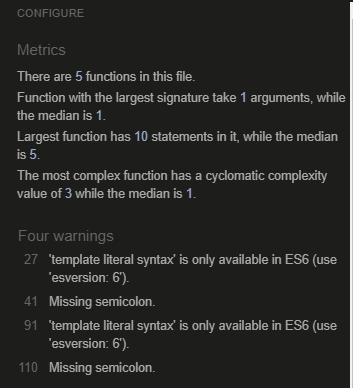 CONFIGURE
Metrics
There are 5 functions in this file.
Function with the largest signature take 1 arguments, while
the median is 1.
Largest function has 10 statements in it, while the median
is 5.
The most complex function has a cyclomatic complexity
value of 3 while the median is 1.
Four warnings
27 'template literal syntax' is only available in ES6 (use
'esversion: 6').
41 Missing semicolon.
91 'template literal syntax' is only available in ES6 (use
'esversion: 6').
110 Missing semicolon.